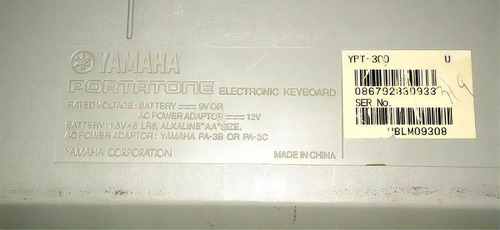 YAMAHA
PORTATONE ELECTRONIC KEYBOARD
RATED VOLTAGE: BATTERY ⎓ 9V OR
AC POWER ADAPTOR ⎓ 12V
BATTERY: 1.5V×6 LR6, ALKALINE "AA" SIZE.
AC POWER ADAPTOR: YAMAHA PA-3B OR PA-3C
YAMAHA CORPORATION MADE IN CHINA
YPT-300 U
086792830933
SER No.
BLM09308